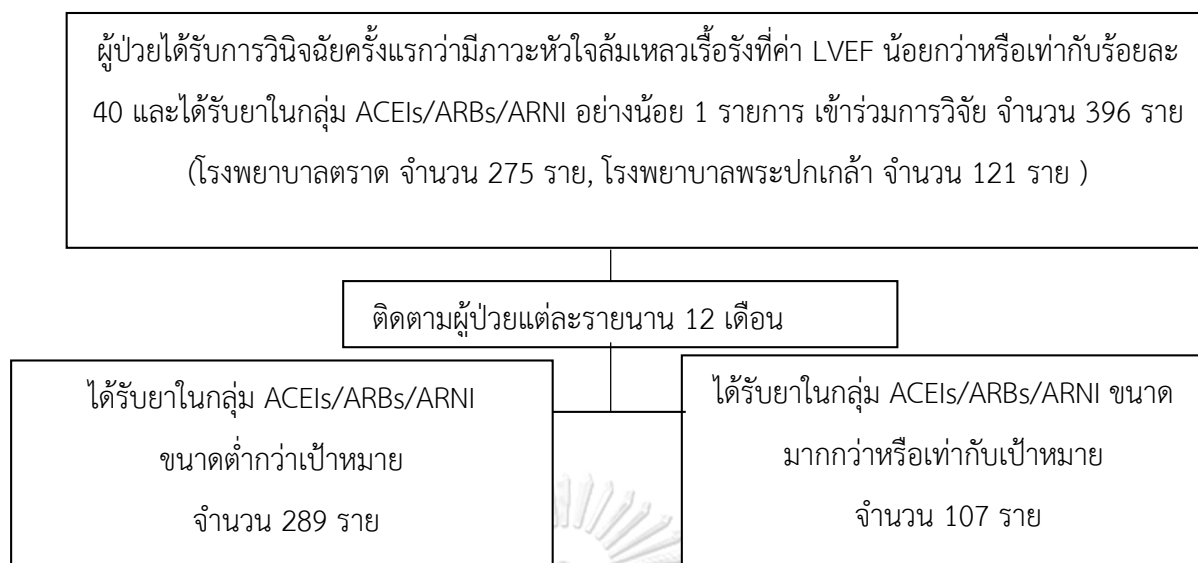 ผู้ป่วยได้รับการวินิจฉัยครั้งแรกว่ามีภาวะหัวใจล้มเหลวเรื้อรังที่ค่า LVEF น้อยกว่าหรือเท่ากับร้อยละ
40 และได้รับยาในกลุ่ม ACEIs/ARBs/ARNI อย่างน้อย 1 รายการ เข้าร่วมการวิจัย จำนวน 396 ราย
(โรงพยาบาลตราด จำนวน 275 ราย, โรงพยาบาลพระปกเกล้า จำนวน 121 ราย )
ติดตามผู้ป่วยแต่ละรายนาน 12 เดือน
ได้รับยาในกลุ่ม ACEIs/ARBs/ARNI
ขนาดต่ำกว่าเป้าหมาย
จำนวน 289 ราย
ได้รับยาในกลุ่ม ACEIs/ARBs/ARNI ขนาด
มากกว่าหรือเท่ากับเป้าหมาย
จำนวน 107 ราย